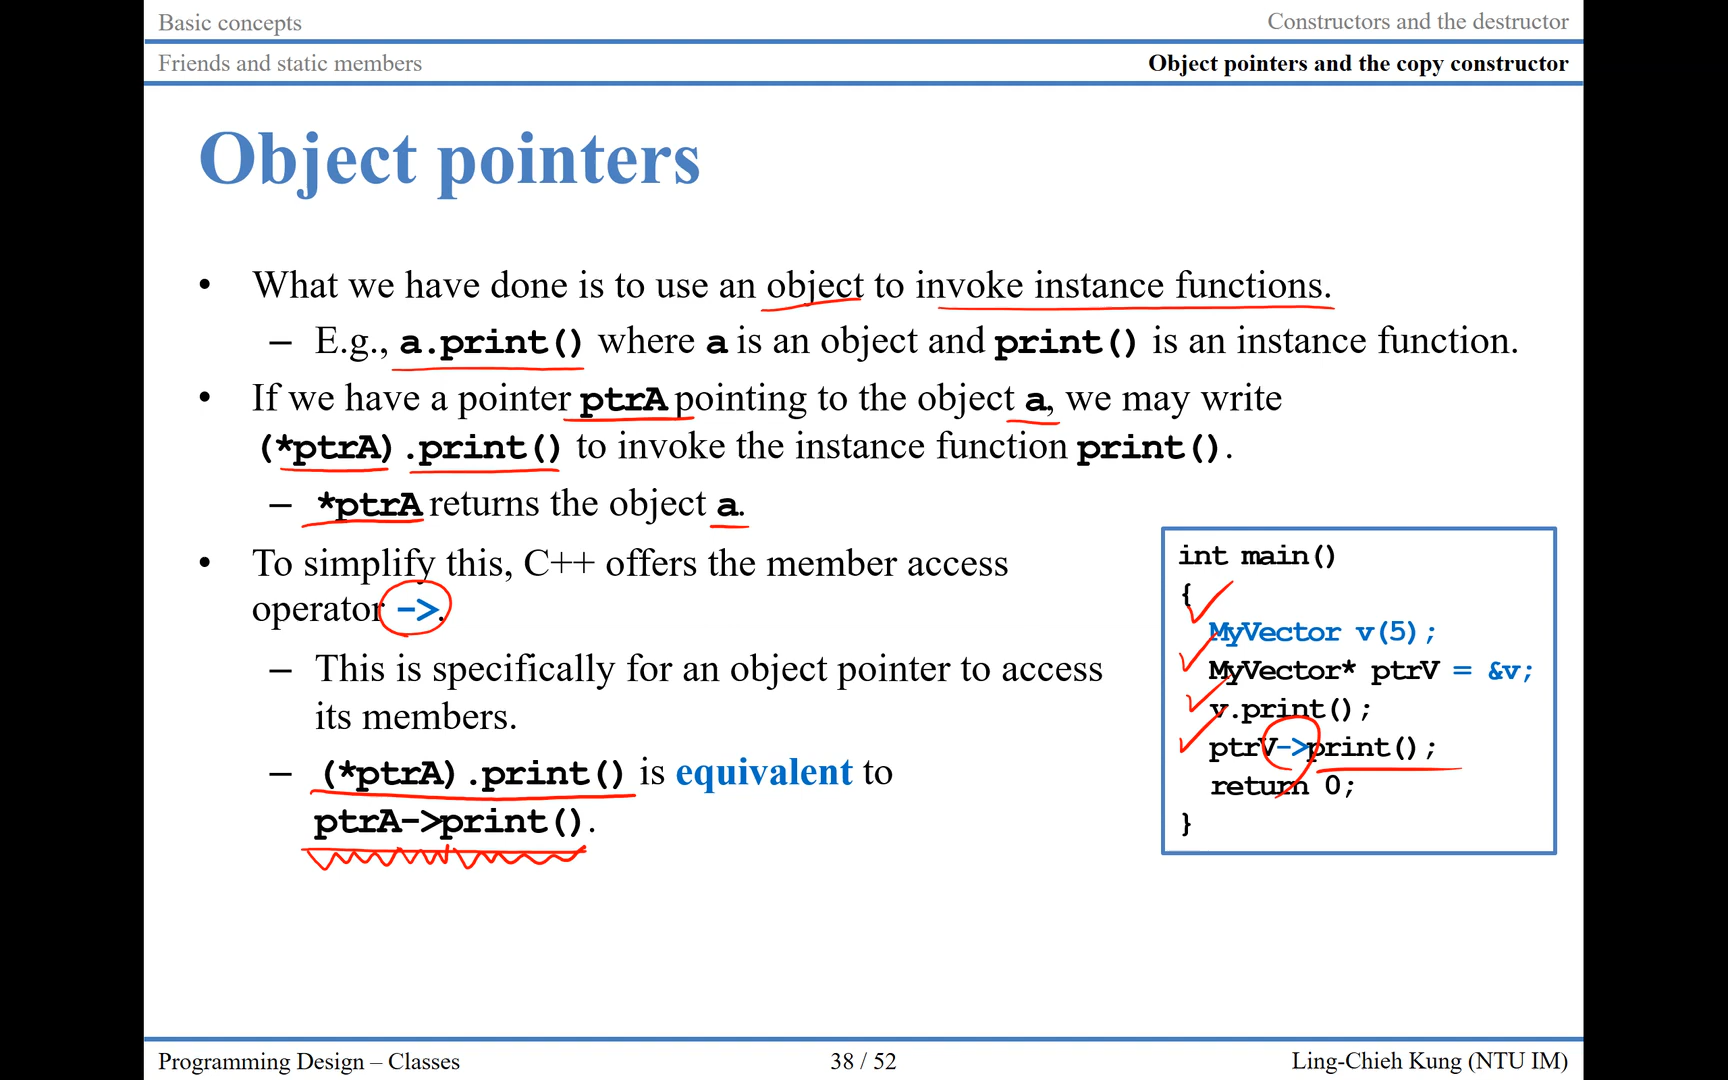 Basic concepts
Constructors and the destructor
Friends and static members
Object pointers and the copy constructor
Object pointers
• What we have done is to use an object to invoke instance functions.
– E.g., a.print() where a is an object and print() is an instance function.
• If we have a pointer ptrA pointing to the object a, we may write
(*ptrA).print() to invoke the instance function print().
– *ptrA returns the object a.
• To simplify this, C++ offers the member access
operator ->.
– This is specifically for an object pointer to access
its members.
– (*ptrA).print() is equivalent to
ptrA->print().
int main()
{
MyVector v(5);
MyVector* ptrV = &v;
v.print();
ptrV->print();
return 0;
}
Programming Design – Classes
38 / 52
Ling-Chieh Kung (NTU IM)